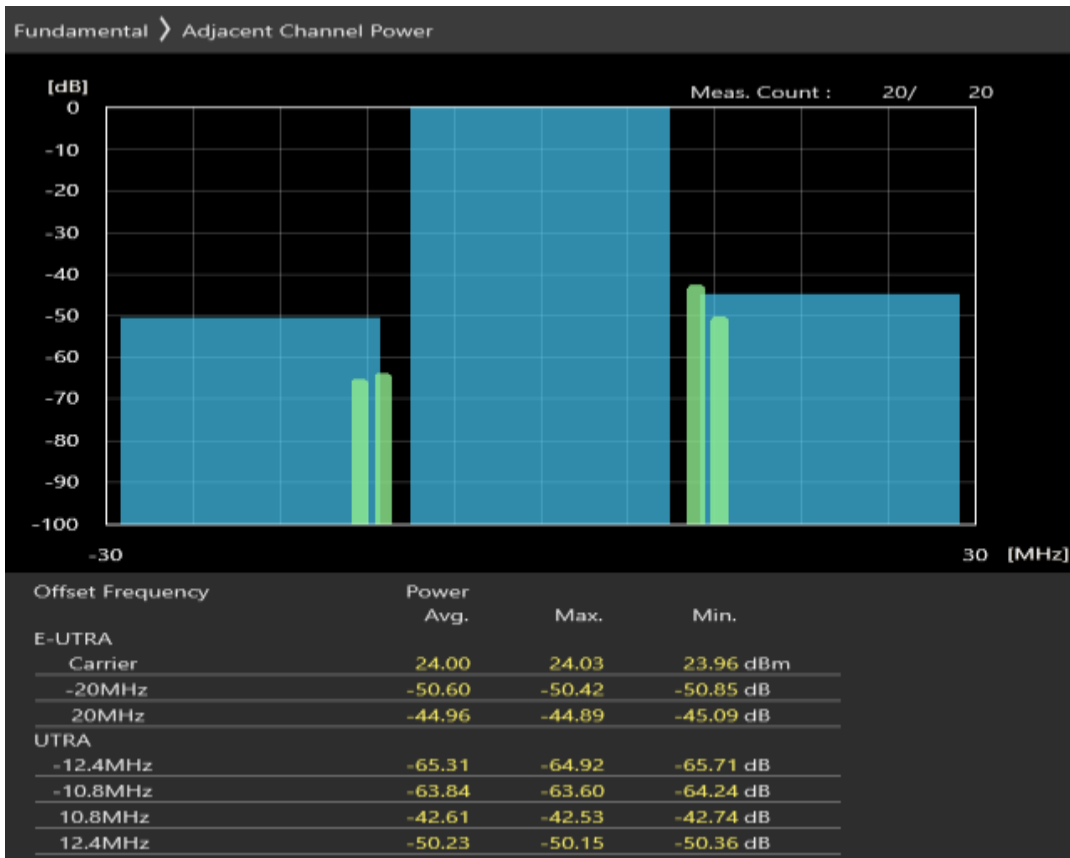 Fundamental ❯ Adjacent Channel Power
[dB]
Meas. Count : 20/ 20
0
-10
-20
-30
-40
-50
-60
-70
-80
-90
-100
-30 30 [MHz]
Offset Frequency Power
Avg. Max. Min.
E-UTRA
Carrier 24.00 24.03 23.96 dBm
-20MHz -50.60 -50.42 -50.85 dB
20MHz -44.96 -44.89 -45.09 dB
UTRA
-12.4MHz -65.31 -64.92 -65.71 dB
-10.8MHz -63.84 -63.60 -64.24 dB
10.8MHz -42.61 -42.53 -42.74 dB
12.4MHz -50.23 -50.15 -50.36 dB